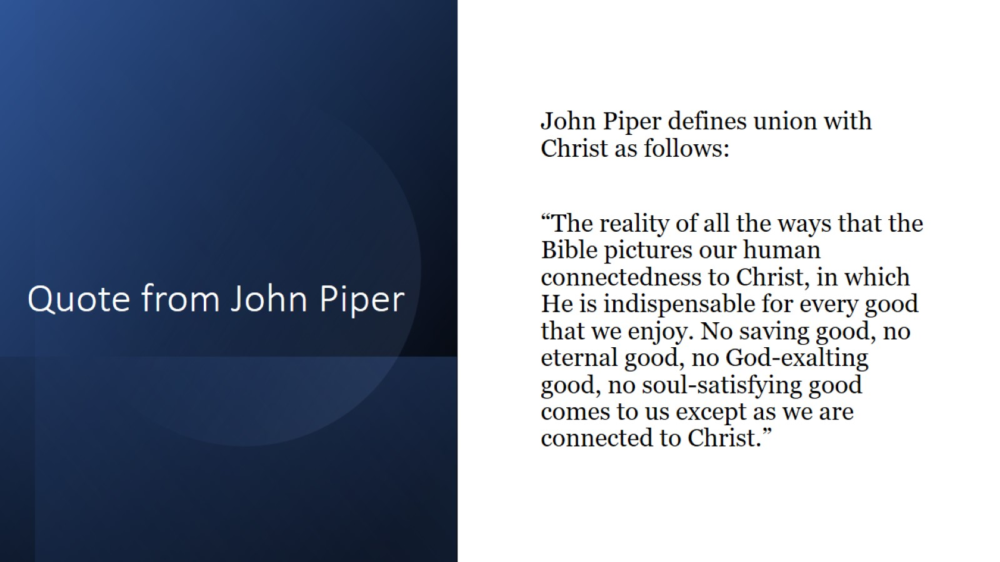 Quote from John Piper
John Piper defines union with
Christ as follows:
“The reality of all the ways that the
Bible pictures our human
connectedness to Christ, in which
He is indispensable for every good
that we enjoy. No saving good, no
eternal good, no God-exalting
good, no soul-satisfying good
comes to us except as we are
connected to Christ.”